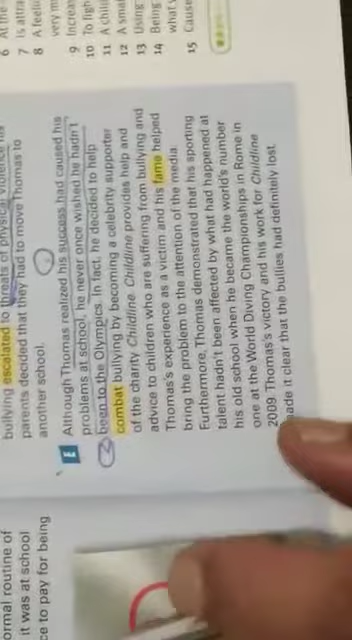 6 At the
7 Is attra
8 A feeli
very m
9 Increas
10 To figh
11 A child
12 A smal
13 Using
14 Being
what y
15 Cause
bullying escalated to threats of physical violence
parents decided that they had to move Thomas to
another school.
E Although Thomas realized his success had caused his
problems at school, he never once wished he hadn't
been to the Olympics. In fact, he decided to help
combat bullying by becoming a celebrity supporter
of the charity Childline. Childline provides help and
advice to children who are suffering from bullying and
Thomas's experience as a victim and his fame helped
bring the problem to the attention of the media.
Furthermore, Thomas demonstrated that his sporting
talent hadn't been affected by what had happened at
his old school when he became the world's number
one at the World Diving Championships in Rome in
2009. Thomas's victory and his work for Childline
ade it clear that the bullies had definitely lost.
ormal routine of
it was at school
ce to pay for being